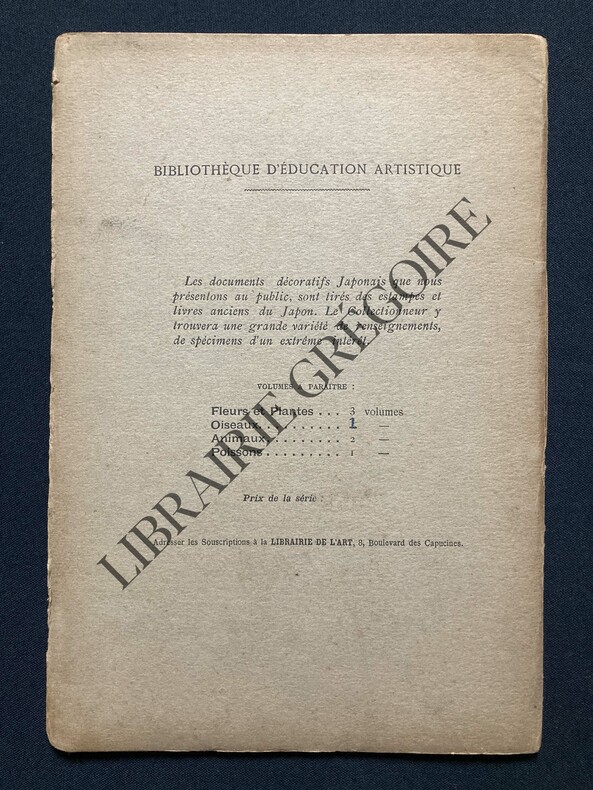 BIBLIOTHÈQUE D'ÉDUCATION ARTISTIQUE
Les documents décoratifs Japonais que nous
présentons au public, sont tirés des estampes et
livres anciens du Japon. Le Collectionneur y
trouvera une grande variété de renseignements,
de spécimens d'un extrême intérêt.
VOLUMES A PARAITRE :
Fleurs et Plantes . . . 3 volumes
Oiseaux . . . . . . . . . . 1 —
Animaux . . . . . . . . . 2 —
Poissons . . . . . . . . . 1 —
Prix de la série :
Adresser les Souscriptions à la LIBRAIRIE DE L'ART, 8, Boulevard des Capucines.
LIBRAIRIE GRÉGOIRE